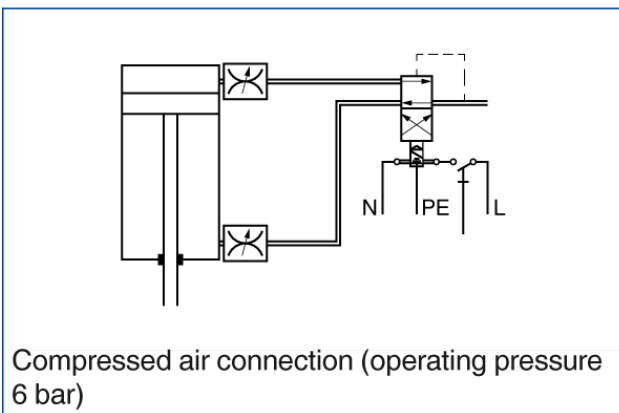 N PE L
Compressed air connection (operating pressure
6 bar)